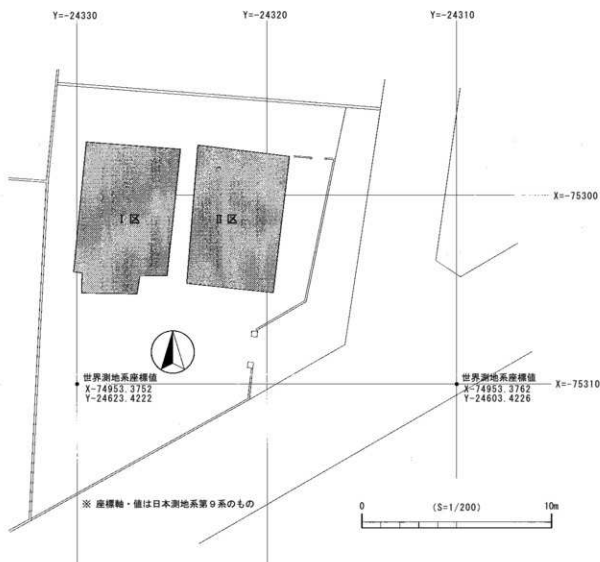 Y=-24330
Y=-24320
Y=-24310
X=-75300
Ⅰ区
Ⅱ区
世界測地系座標値
X-74953.3752
Y-24623.4222
世界測地系座標値
X-74953.3762
Y-24603.4226
X=-75310
※ 座標軸・値は日本測地系第9系のもの
0 (S=1/200) 10m